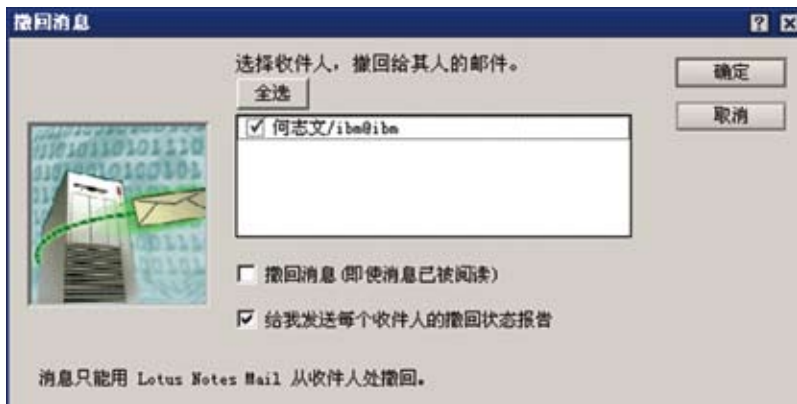 撤回消息
选择收件人，撤回给其人的邮件。
全选
何志文/ibm@ibm
撤回消息(即使消息已被阅读)
给我发送每个收件人的撤回状态报告
消息只能用 Lotus Notes Mail 从收件人处撤回。
确定
取消